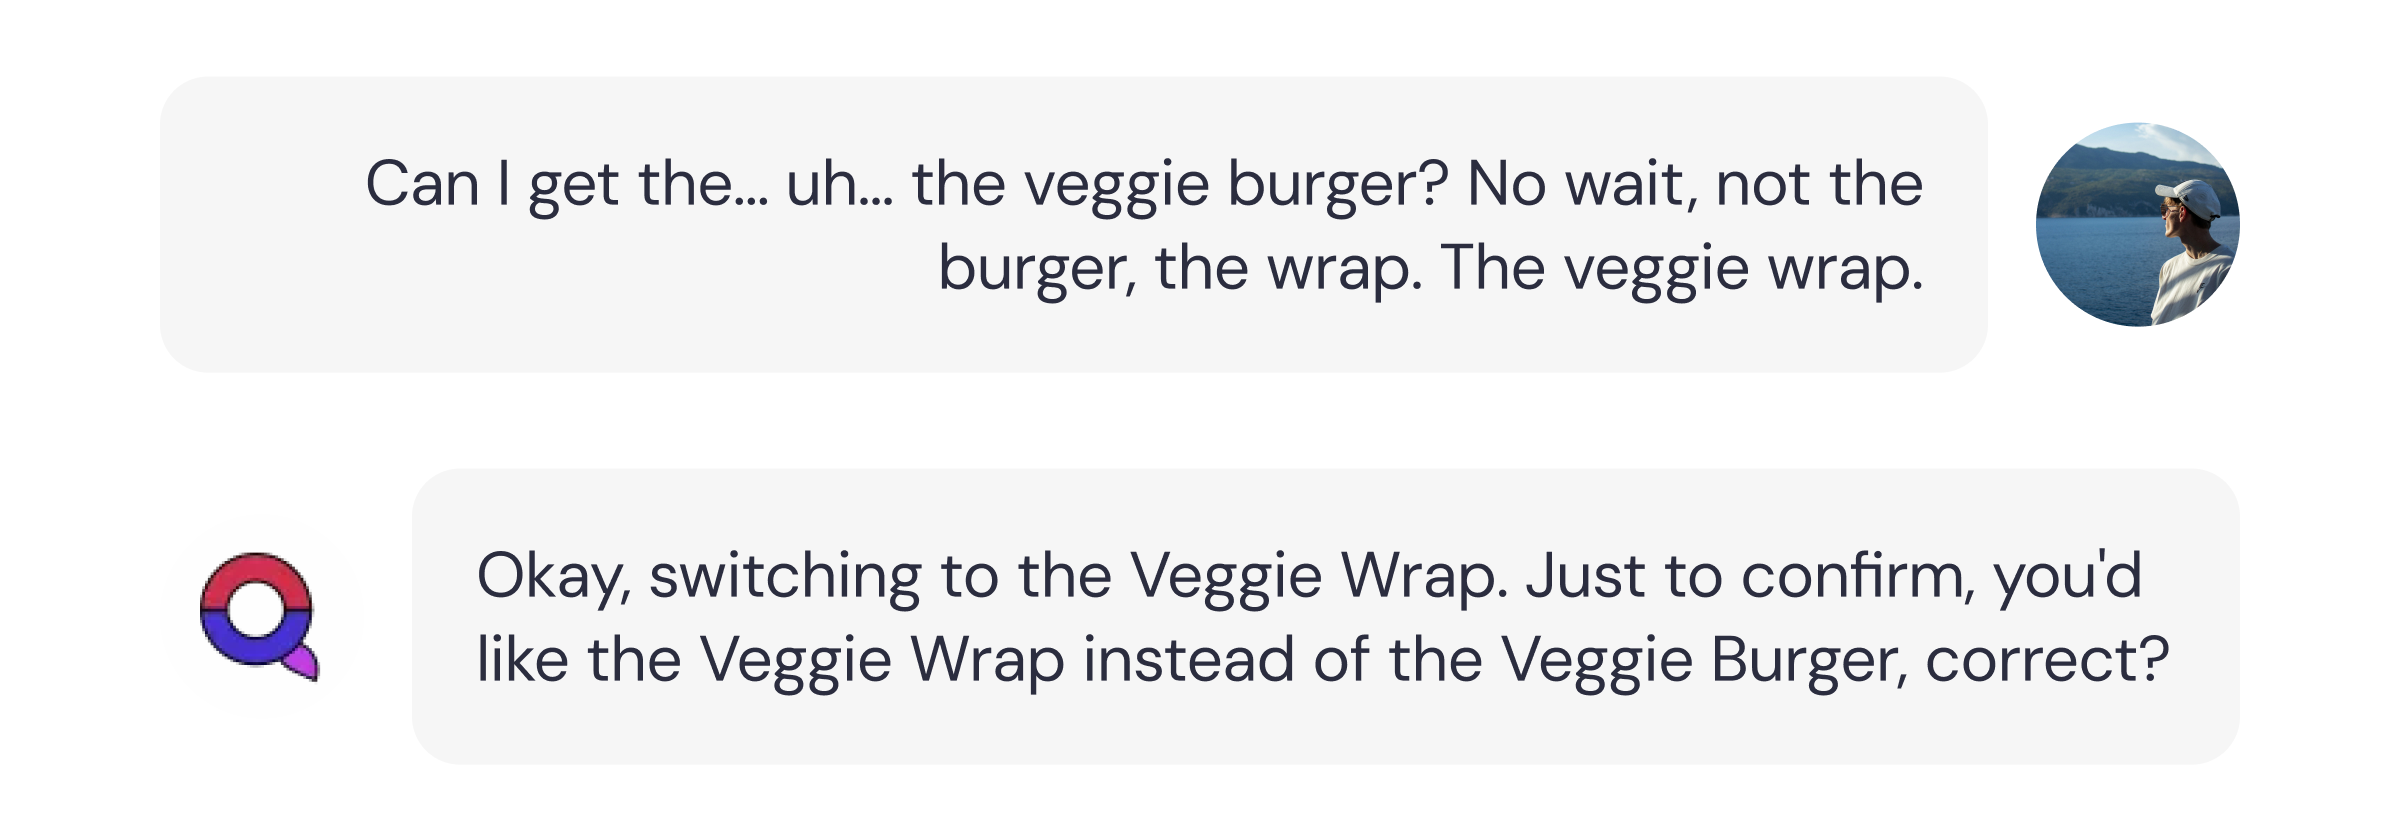 Can I get the... uh... the veggie burger? No wait, not the
burger, the wrap. The veggie wrap.
Okay, switching to the Veggie Wrap. Just to confirm, you'd
like the Veggie Wrap instead of the Veggie Burger, correct?